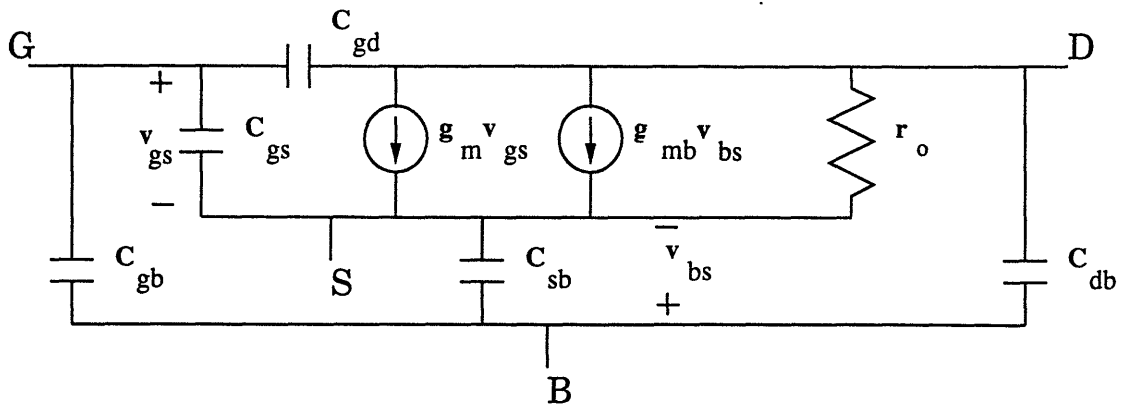 C gd
G
D
+
v gs
C gs
g m v gs
g mb v bs
r o
−
C gb
S
C sb
−
v bs
+
C db
B